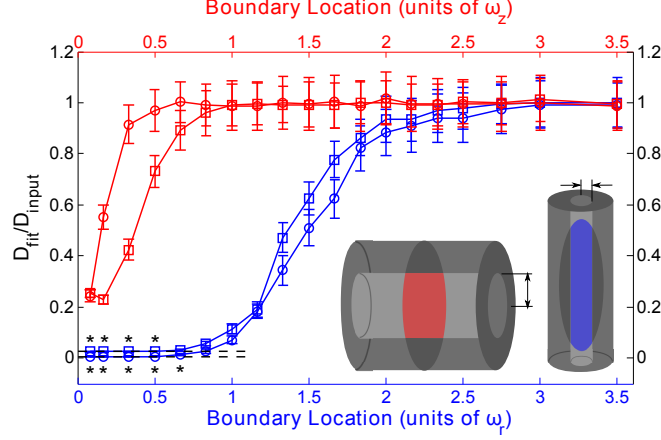 Boundary Location (units of ω_z)
0 0.5 1 1.5 2 2.5 3 3.5
1.2 1.2
1 1
0.8 0.8
0.6 0.6
0.4 0.4
0.2 0.2
0 0
D_fit/D_input
* * * *
* * * * *
0 0.5 1 1.5 2 2.5 3 3.5
Boundary Location (units of ω_r)